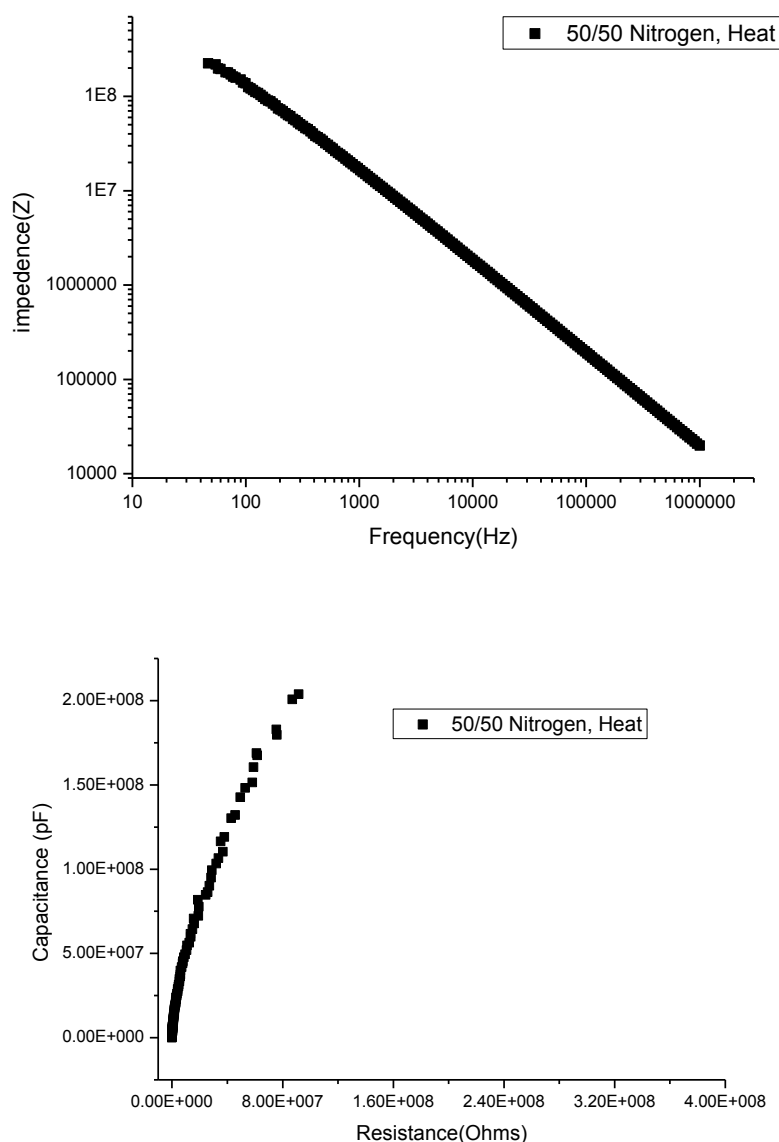 50/50 Nitrogen, Heat
1E8
1E7
1000000
100000
10000
impedence(Z)
10 100 1000 10000 100000 1000000
Frequency(Hz)
2.00E+008
50/50 Nitrogen, Heat
1.50E+008
1.00E+008
5.00E+007
0.00E+000
Capacitance (pF)
0.00E+000 8.00E+007 1.60E+008 2.40E+008 3.20E+008 4.00E+008
Resistance(Ohms)